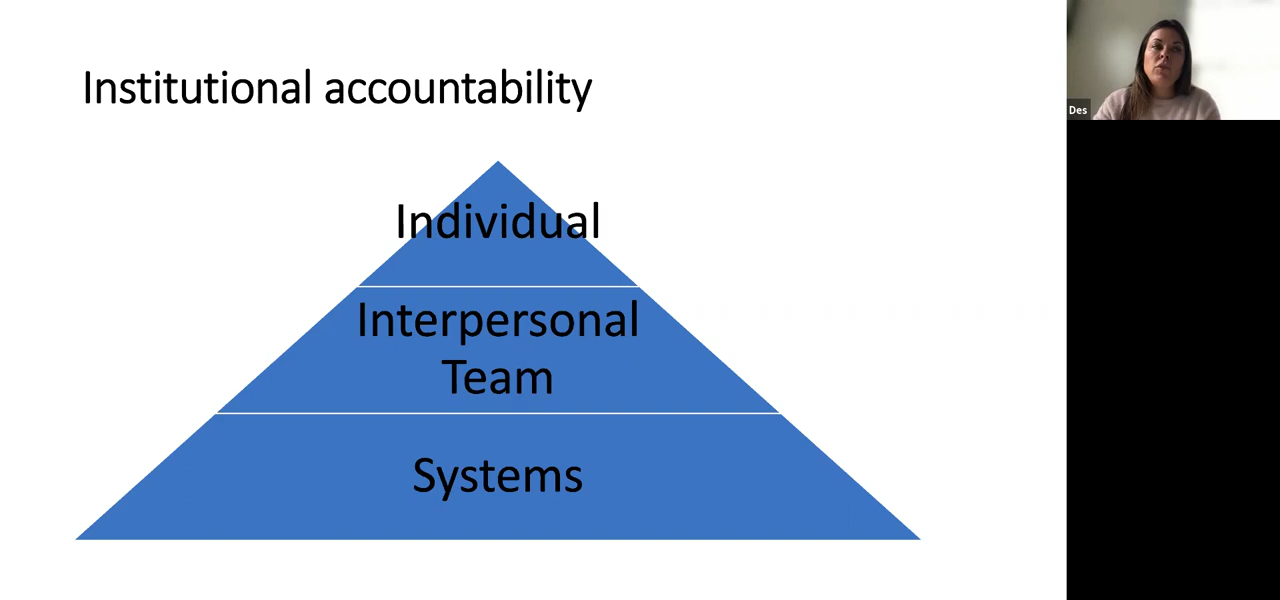 Institutional accountability
Individual
Interpersonal
Team
Systems
Des